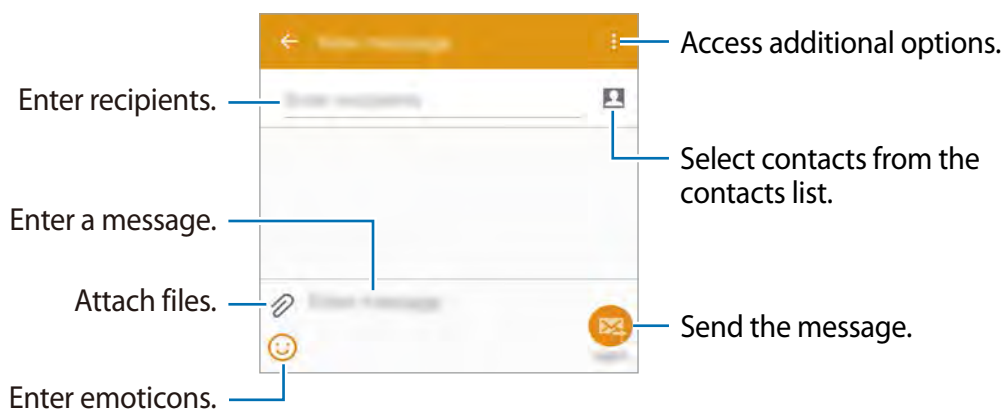 Access additional options.
Enter recipients.
Select contacts from the
contacts list.
Enter a message.
Attach files.
Send the message.
Enter emoticons.